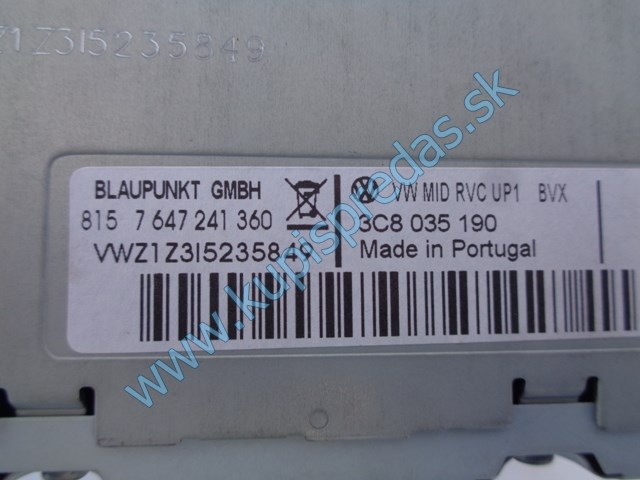 Z1Z3I5235849
BLAUPUNKT GMBH
815 7 647 241 360
VWZ1Z3I5235849
VW MID RVC UP1 BVX
3C8 035 190
Made in Portugal
www.kupispredas.sk